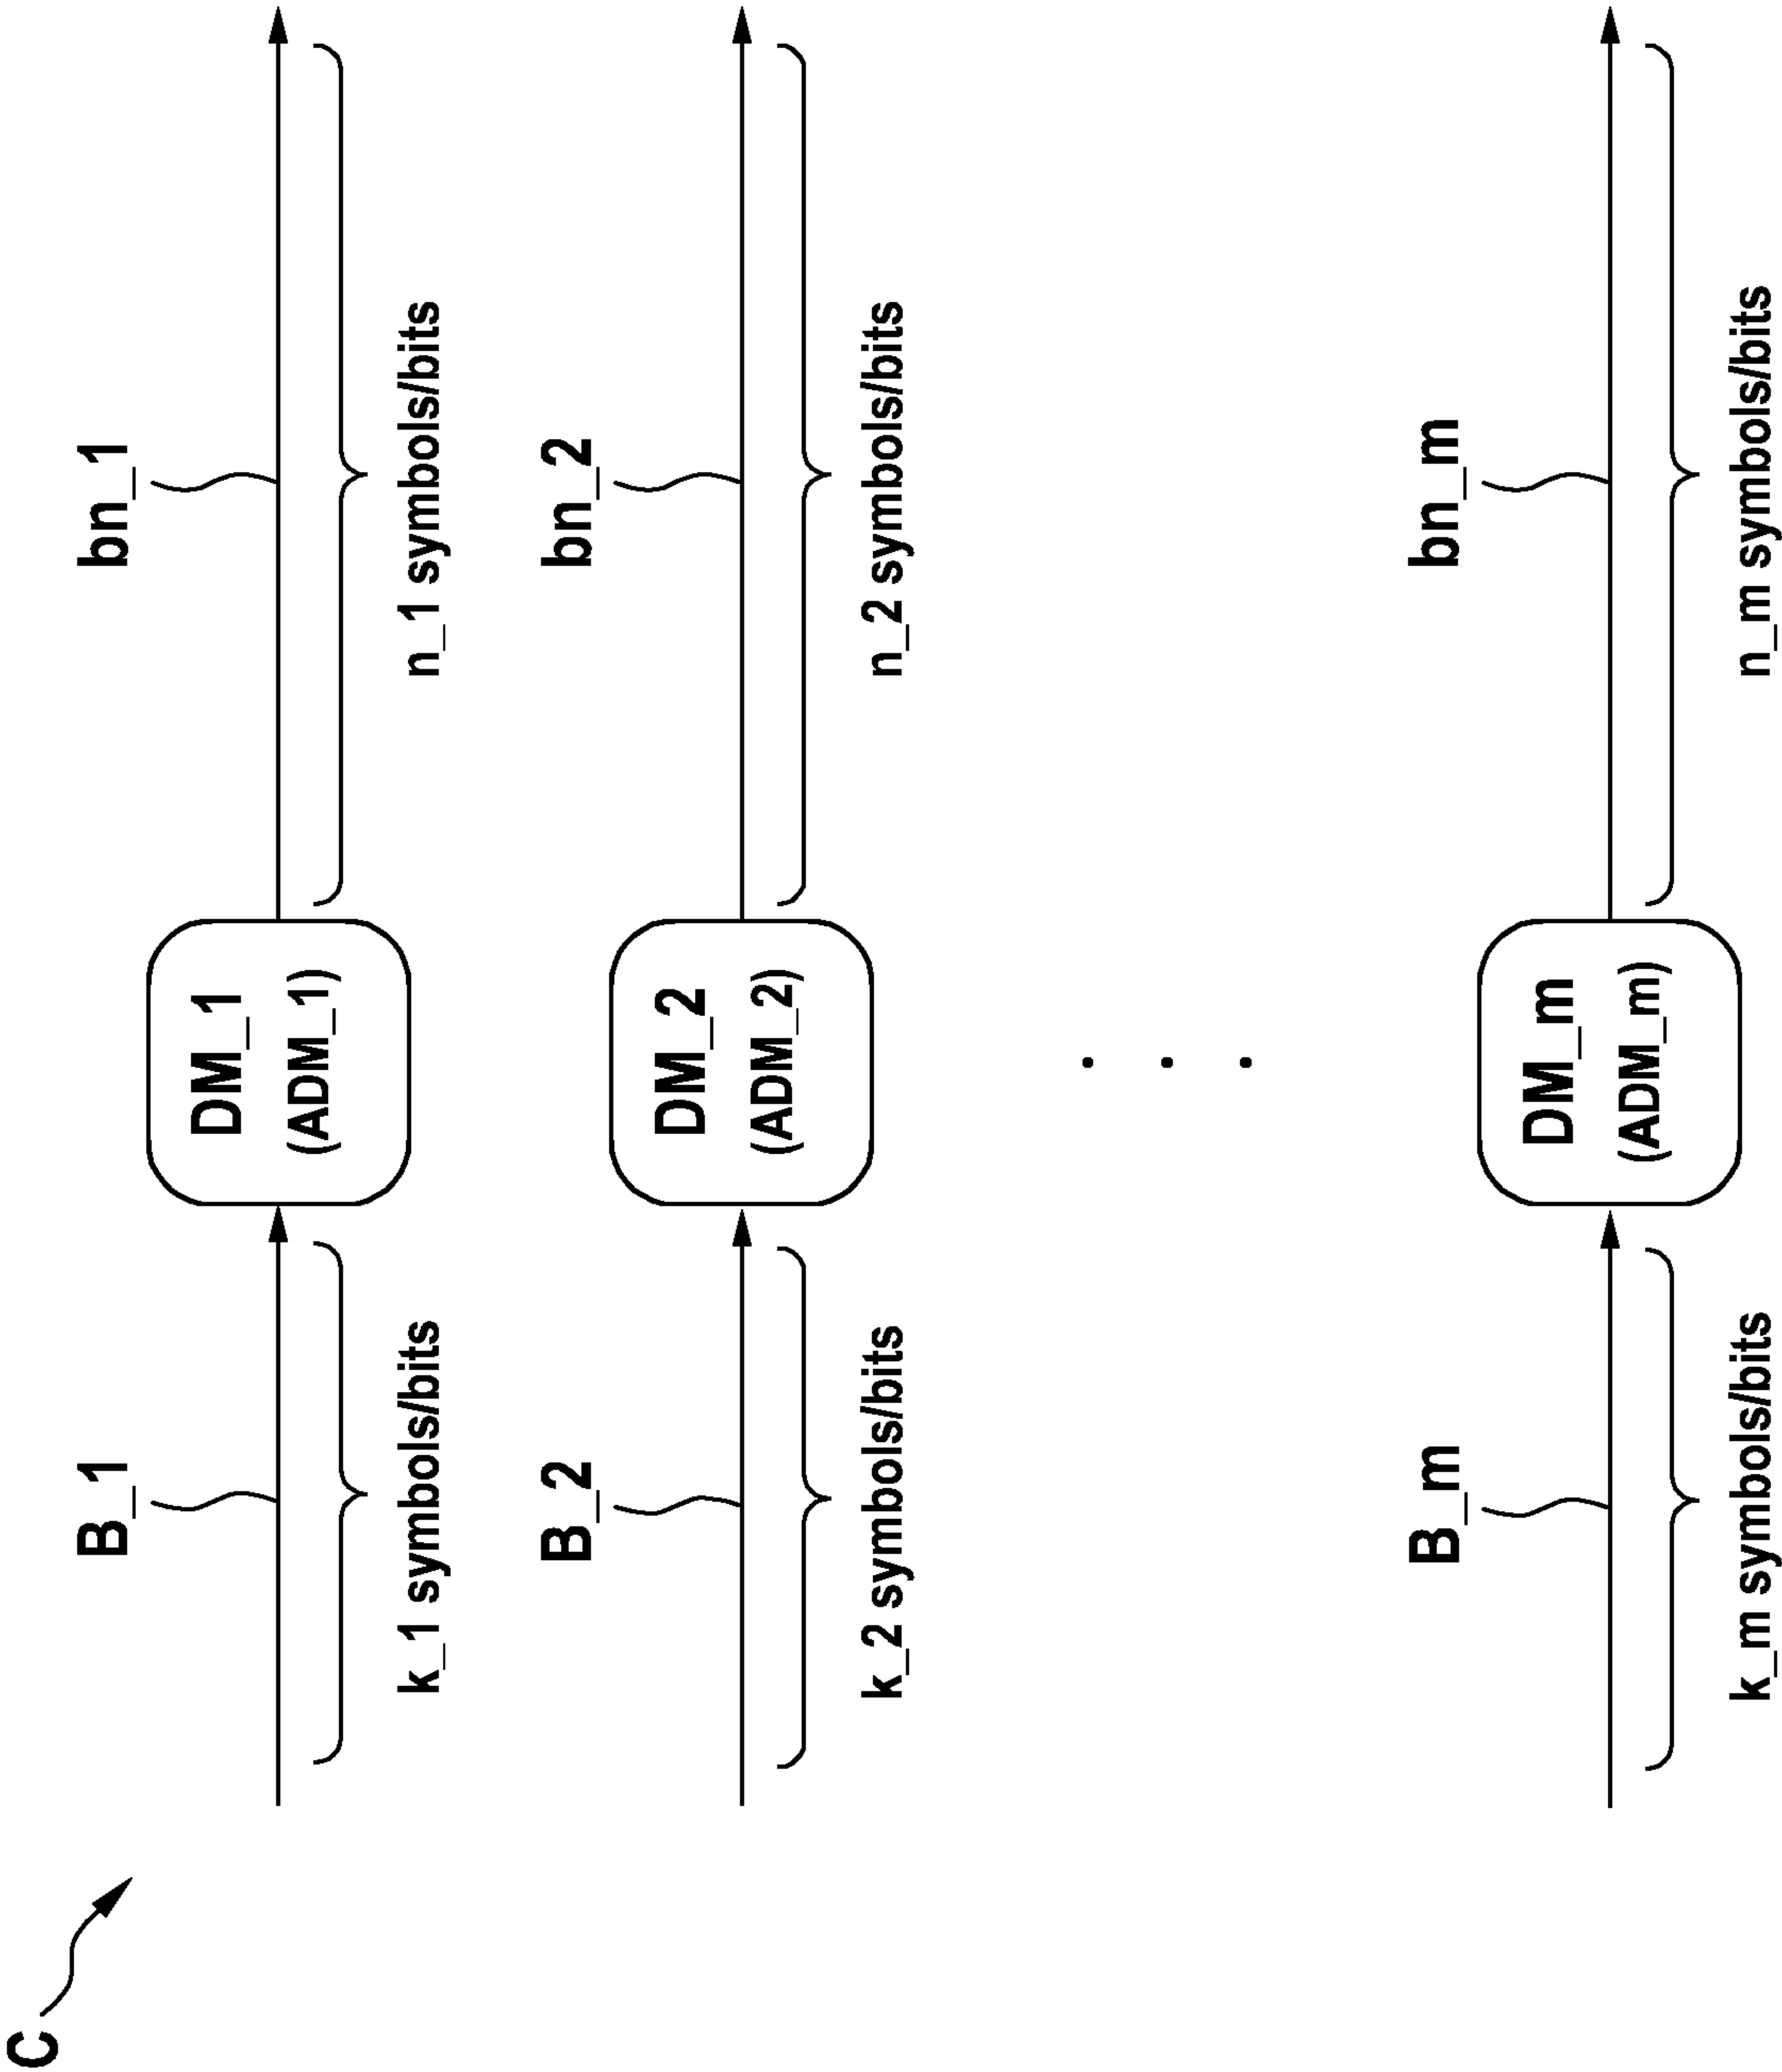 C
B_1
bn_1
DM_1
(ADM_1)
k_1 symbols/bits
n_1 symbols/bits
B_2
bn_2
DM_2
(ADM_2)
k_2 symbols/bits
n_2 symbols/bits
. . .
B_m
bn_m
DM_m
(ADM_m)
k_m symbols/bits
n_m symbols/bits